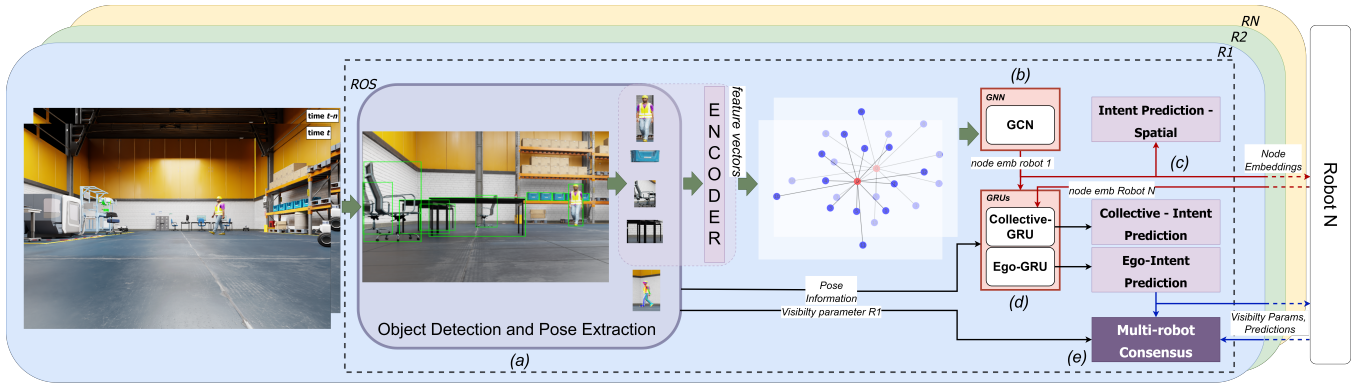 RN
R2
R1
ROS
time t-n
time t
ENCODER
feature vectors
Object Detection and Pose Extraction
(a)
(b)
GNN
GCN
node emb robot 1
Intent Prediction -
Spatial
(c)
Node
Embeddings
node emb Robot N
GRUs
Collective-
GRU
Ego-GRU
(d)
Collective - Intent
Prediction
Ego-Intent
Prediction
Pose
Information
Visibilty parameter R1
Visibilty Params,
Predictions
(e)
Multi-robot
Consensus
Robot N